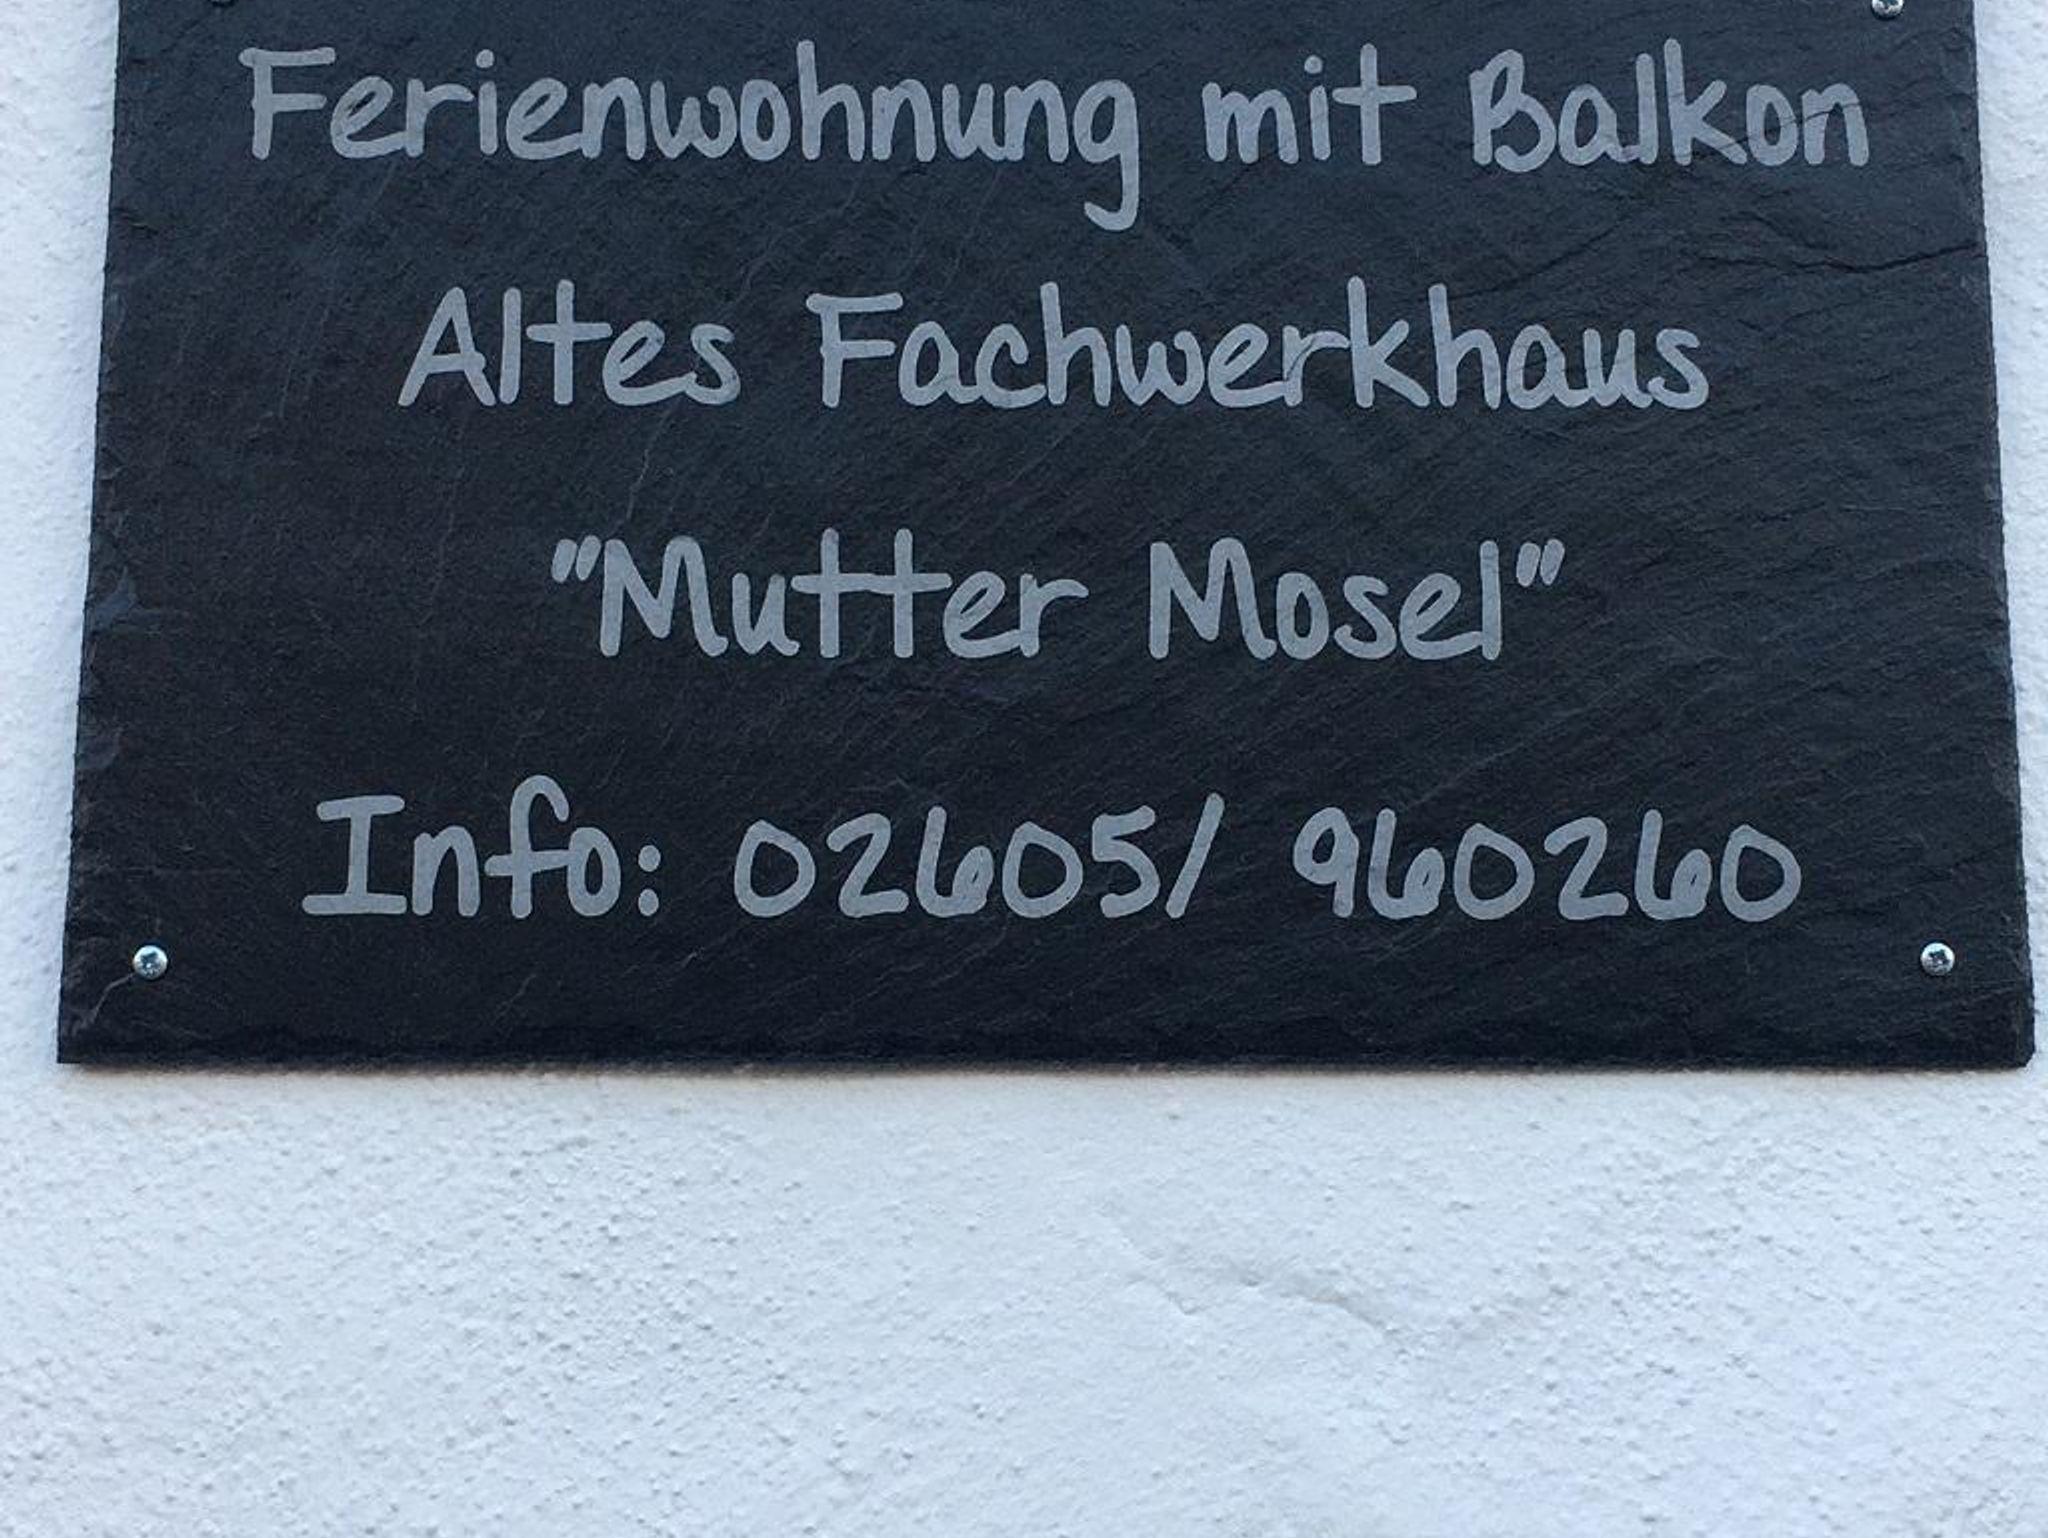 Ferienwohnung mit Balkon
Altes Fachwerkhaus
"Mutter Mosel"
Info: 02605/ 960260